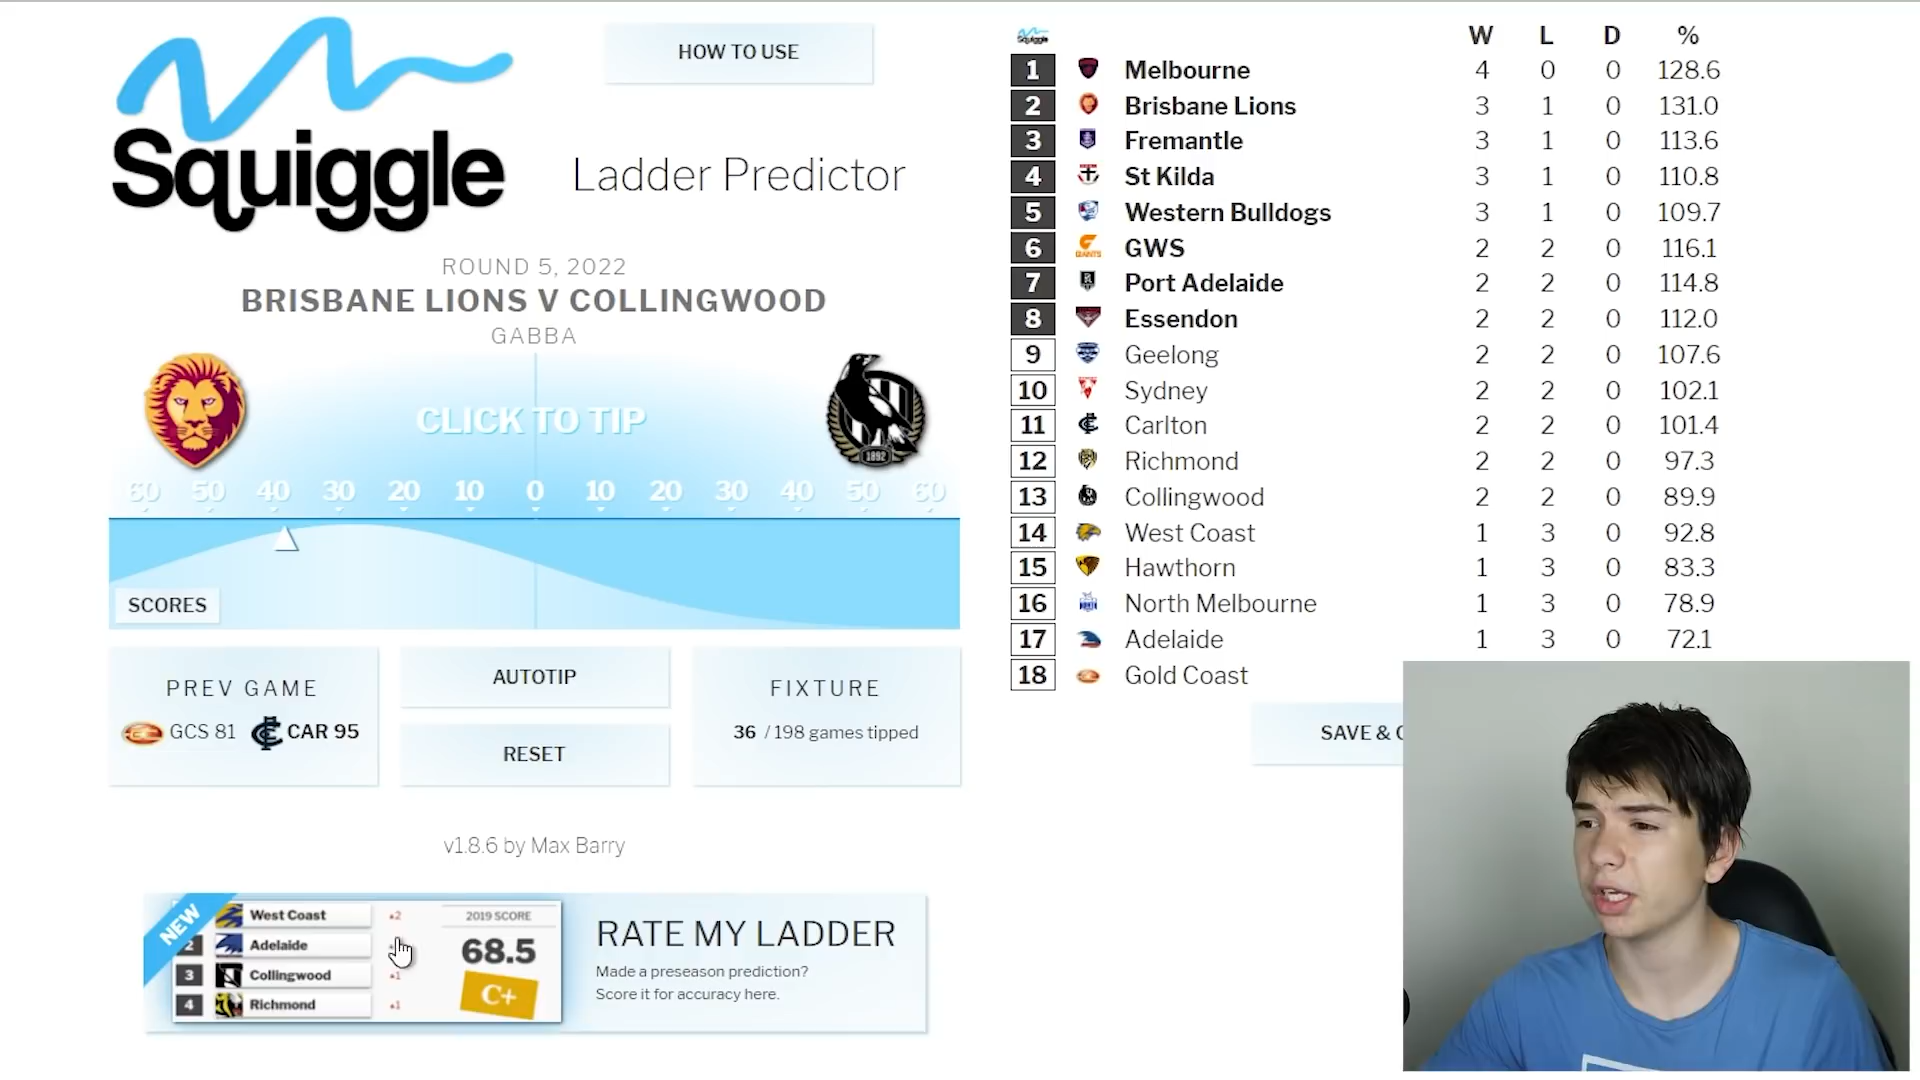 Squiggle
HOW TO USE
Ladder Predictor
ROUND 5, 2022
BRISBANE LIONS V COLLINGWOOD
GABBA
CLICK TO TIP
1892
60 50 40 30 20 10 0 10 20 30 40 50 60
SCORES
PREV GAME
GCS 81 CAR 95
AUTOTIP
RESET
FIXTURE
36 / 198 games tipped
v1.8.6 by Max Barry
NEW
West Coast 2
2 Adelaide
3 Collingwood 1
4 Richmond 1
2019 SCORE
68.5
C+
RATE MY LADDER
Made a preseason prediction?
Score it for accuracy here.
Squiggle W L D %
1 Melbourne 4 0 0 128.6
2 Brisbane Lions 3 1 0 131.0
3 Fremantle 3 1 0 113.6
4 St Kilda 3 1 0 110.8
5 Western Bulldogs 3 1 0 109.7
6 GIANTS GWS 2 2 0 116.1
7 Port Adelaide 2 2 0 114.8
8 Essendon 2 2 0 112.0
9 Geelong 2 2 0 107.6
10 Sydney 2 2 0 102.1
11 Carlton 2 2 0 101.4
12 Richmond 2 2 0 97.3
13 Collingwood 2 2 0 89.9
14 West Coast 1 3 0 92.8
15 Hawthorn 1 3 0 83.3
16 North Melbourne 1 3 0 78.9
17 Adelaide 1 3 0 72.1
18 Gold Coast
SAVE &